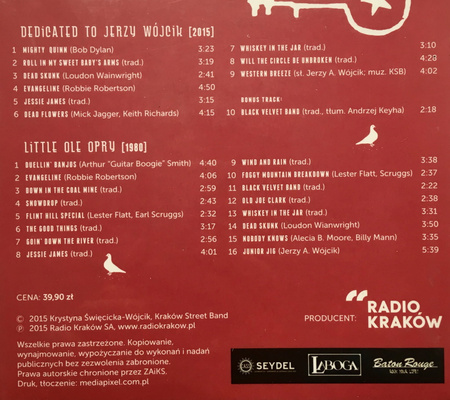 DEDICATED TO JERZY WÓJCIK [2015]
1 MIGHTY QUINN (Bob Dylan) 3:23
2 ROLL IN MY SWEET BABY'S ARMS (trad.) 3:19
3 DEAD SKUNK (Loudon Wainwright) 2:41
4 EVANGELINE (Robbie Robertson) 4:50
5 JESSIE JAMES (trad.) 3:15
6 DEAD FLOWERS (Mick Jagger, Keith Richards) 4:15
7 WHISKEY IN THE JAR (trad.) 3:10
8 WILL THE CIRCLE BE UNBROKEN (trad.) 4:28
9 WESTERN BREEZE (st. Jerzy A. Wójcik; muz. KSB) 4:02
BONUS TRACK:
10 BLACK VELVET BAND (trad., tłum. Andrzej Keyha) 2:18
LITTLE OLE OPRY [1980]
1 DUELLIN' BANJOS (Arthur "Guitar Boogie" Smith) 4:40
2 EVANGELINE (Robbie Robertson) 4:06
3 DOWN IN THE COAL MINE (trad.) 2:59
4 SNOWDROP (trad.) 2:43
5 FLINT HILL SPECIAL (Lester Flatt, Earl Scruggs) 2:32
6 THE GOOD THINGS (trad.) 3:17
7 GOIN' DOWN THE RIVER (trad.) 2:56
8 JESSIE JAMES (trad.) 4:01
9 WIND AND RAIN (trad.) 3:38
10 FOGGY MOUNTAIN BREAKDOWN (Lester Flatt, Scruggs) 2:37
11 BLACK VELVET BAND (trad.) 2:22
12 OLD JOE CLARK (trad.) 2:38
13 WHISKEY IN THE JAR (trad.) 3:31
14 DEAD SKUNK (Loudon Wianwright) 3:50
15 NOBODY KNOWS (Alecia B. Moore, Billy Mann) 3:35
16 JUNIOR JIG (Jerzy A. Wójcik) 5:39
CENA: 39,90 zł
© 2015 Krystyna Święcicka-Wójcik, Kraków Street Band
℗ 2015 Radio Kraków SA, www.radiokrakow.pl
Wszelkie prawa zastrzeżone. Kopiowanie,
wynajmowanie, wypożyczanie do wykonań i nadań
publicznych bez zezwolenia zabronione.
Prawa autorskie chronione przez ZAiKS.
Druk, tłoczenie: mediapixel.com.pl
PRODUCENT:
RADIO
KRAKÓW
SEYDEL
LABOGA
Baton Rouge